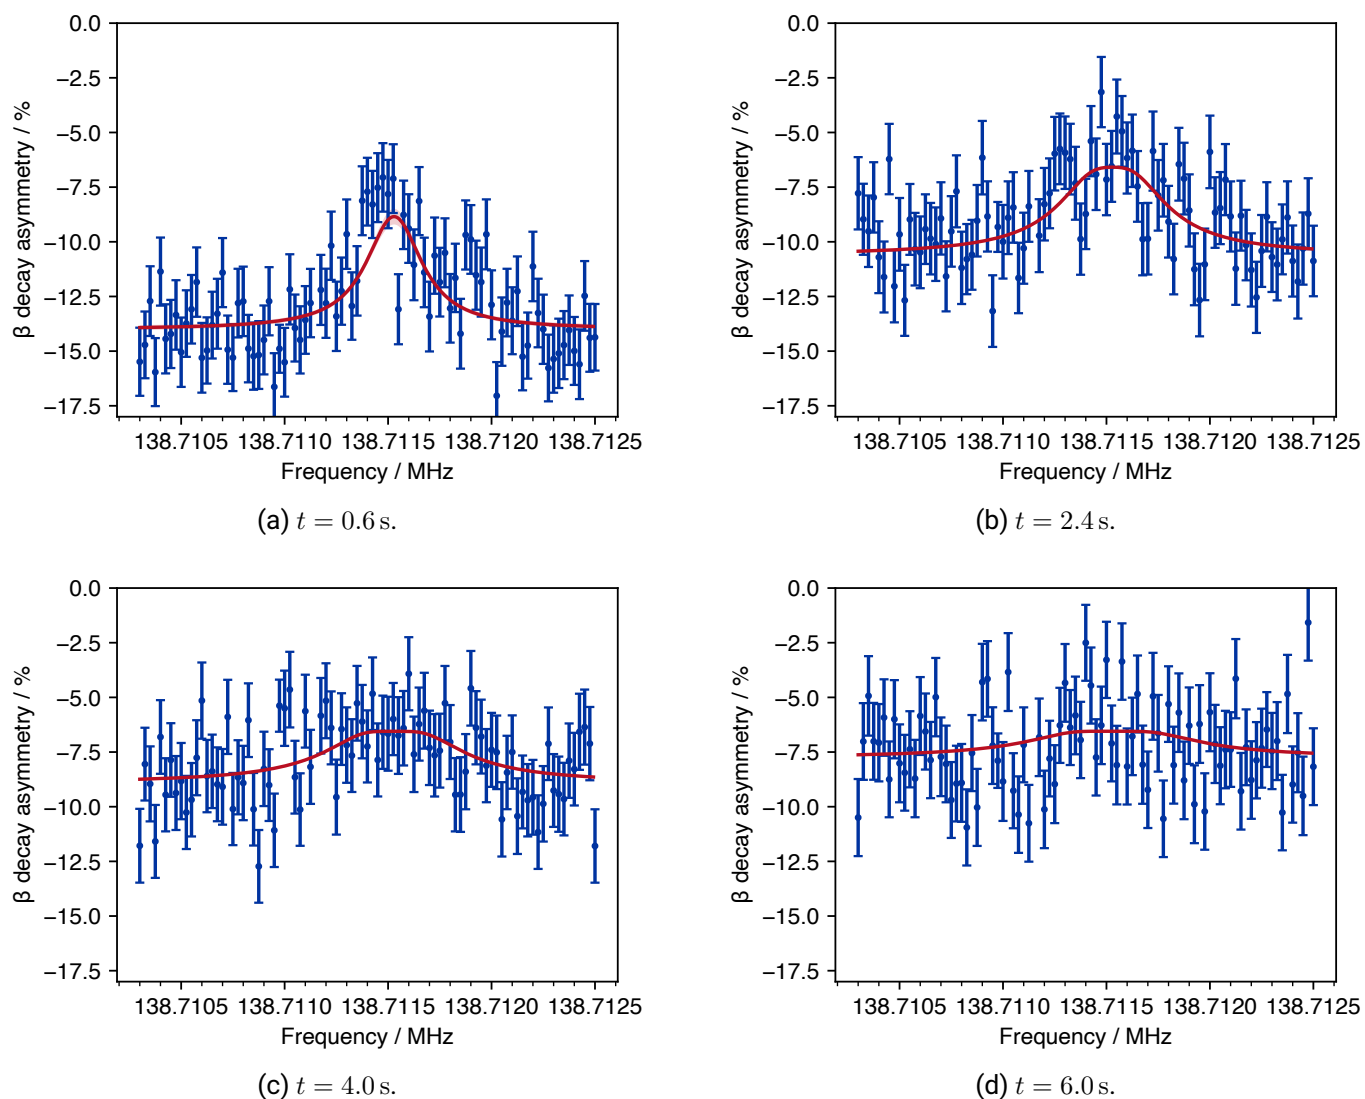 0.0
−2.5
−5.0
−7.5
−10.0
−12.5
−15.0
−17.5
β decay asymmetry / %
138.7105 138.7110 138.7115 138.7120 138.7125
Frequency / MHz
(a) t = 0.6 s.
0.0
−2.5
−5.0
−7.5
−10.0
−12.5
−15.0
−17.5
β decay asymmetry / %
138.7105 138.7110 138.7115 138.7120 138.7125
Frequency / MHz
(b) t = 2.4 s.
0.0
−2.5
−5.0
−7.5
−10.0
−12.5
−15.0
−17.5
β decay asymmetry / %
138.7105 138.7110 138.7115 138.7120 138.7125
Frequency / MHz
(c) t = 4.0 s.
0.0
−2.5
−5.0
−7.5
−10.0
−12.5
−15.0
−17.5
β decay asymmetry / %
138.7105 138.7110 138.7115 138.7120 138.7125
Frequency / MHz
(d) t = 6.0 s.